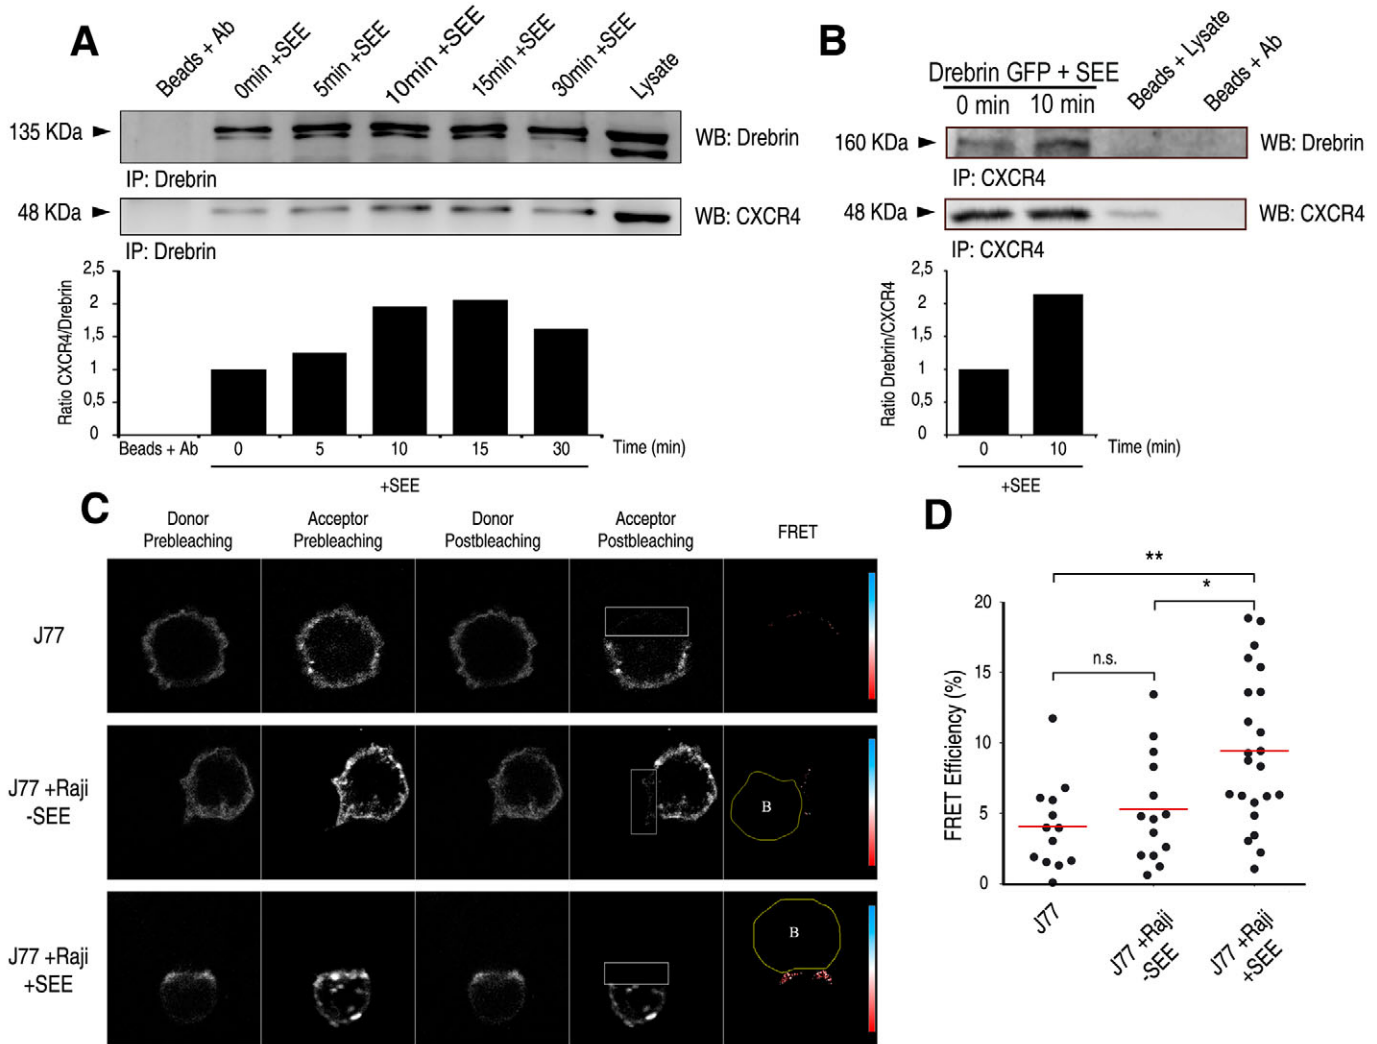 A
Beads + Ab
0min +SEE
5min +SEE
10min +SEE
15min +SEE
30min +SEE
Lysate
135 KDa
WB: Drebrin
IP: Drebrin
48 KDa
WB: CXCR4
IP: Drebrin
Ratio CXCR4/Drebrin
2,5
2
1,5
1
0,5
0
Beads + Ab
0
5
10
15
30
Time (min)
+SEE
B
Drebrin GFP + SEE
0 min
10 min
Beads + Lysate
Beads + Ab
160 KDa
WB: Drebrin
IP: CXCR4
48 KDa
WB: CXCR4
IP: CXCR4
Ratio Drebrin/CXCR4
2,5
2
1,5
1
0,5
0
0
10
Time (min)
+SEE
C
Donor
Prebleaching
Acceptor
Prebleaching
Donor
Postbleaching
Acceptor
Postbleaching
FRET
J77
J77 +Raji
-SEE
B
J77 +Raji
+SEE
B
D
**
*
n.s.
FRET Efficiency (%)
20
15
10
5
0
J77
J77 +Raji
-SEE
J77 +Raji
+SEE